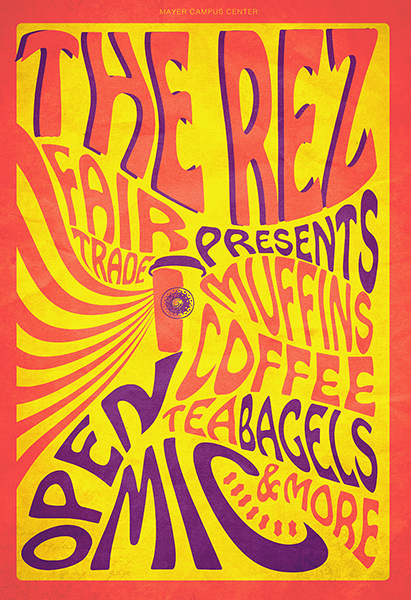 MAYER CAMPUS CENTER
THE REZ
FAIR
TRADE
PRESENTS
MUFFINS
COFFEE
TEA BAGELS
& MORE
OPEN
MIC